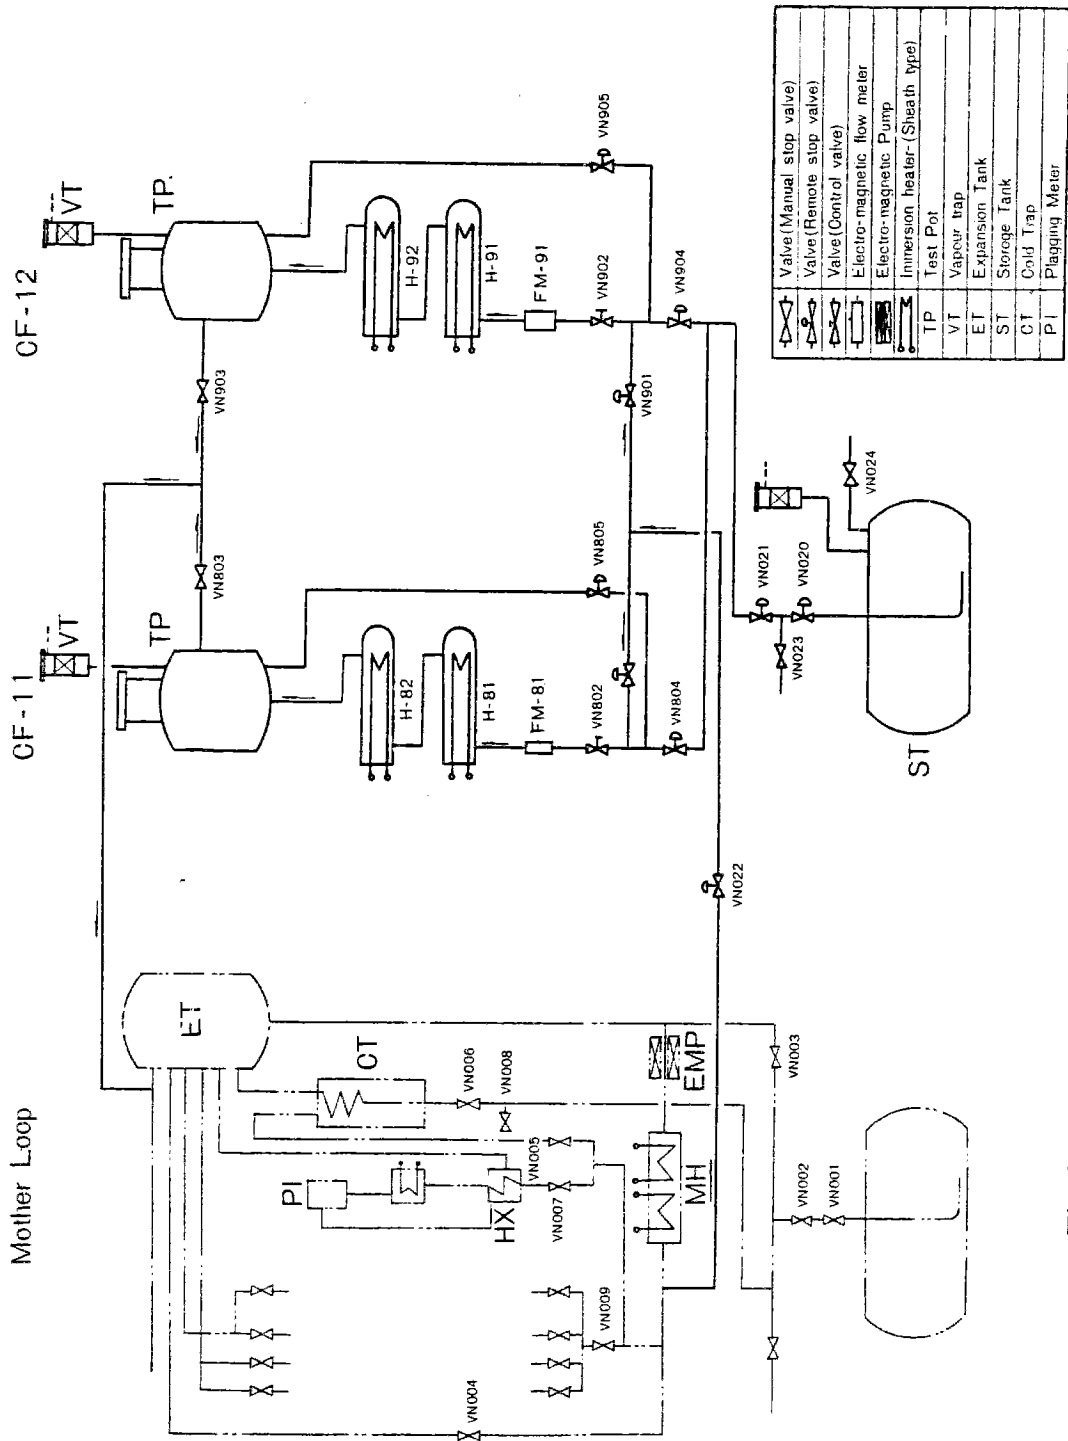 Mother Loop
CF-11
CF-12
VT
VT
TP
TP.
ET
VN803
VN903
H-82
H-92
H-81
H-91
FM-81
FM-91
VN805
VN905
VN802
VN902
VN804
VN904
VN901
CT
PI
HX
VN006
VN008
VN005
VN007
EMP
MH
VN009
VN004
VN003
VN002
VN001
VN022
VN021
VN020
VN023
VN024
ST
Valve(Manual stop valve)
Valve(Remote stop valve)
Valve(Control valve)
Electro-magnetic flow meter
Electro-magnetic Pump
Immersion heater-(Sheath type)
TP Test Pot
VT Vapour trap
ET Expansion Tank
ST Storoge Tank
CT Cold Trap
PI Plagging Meter